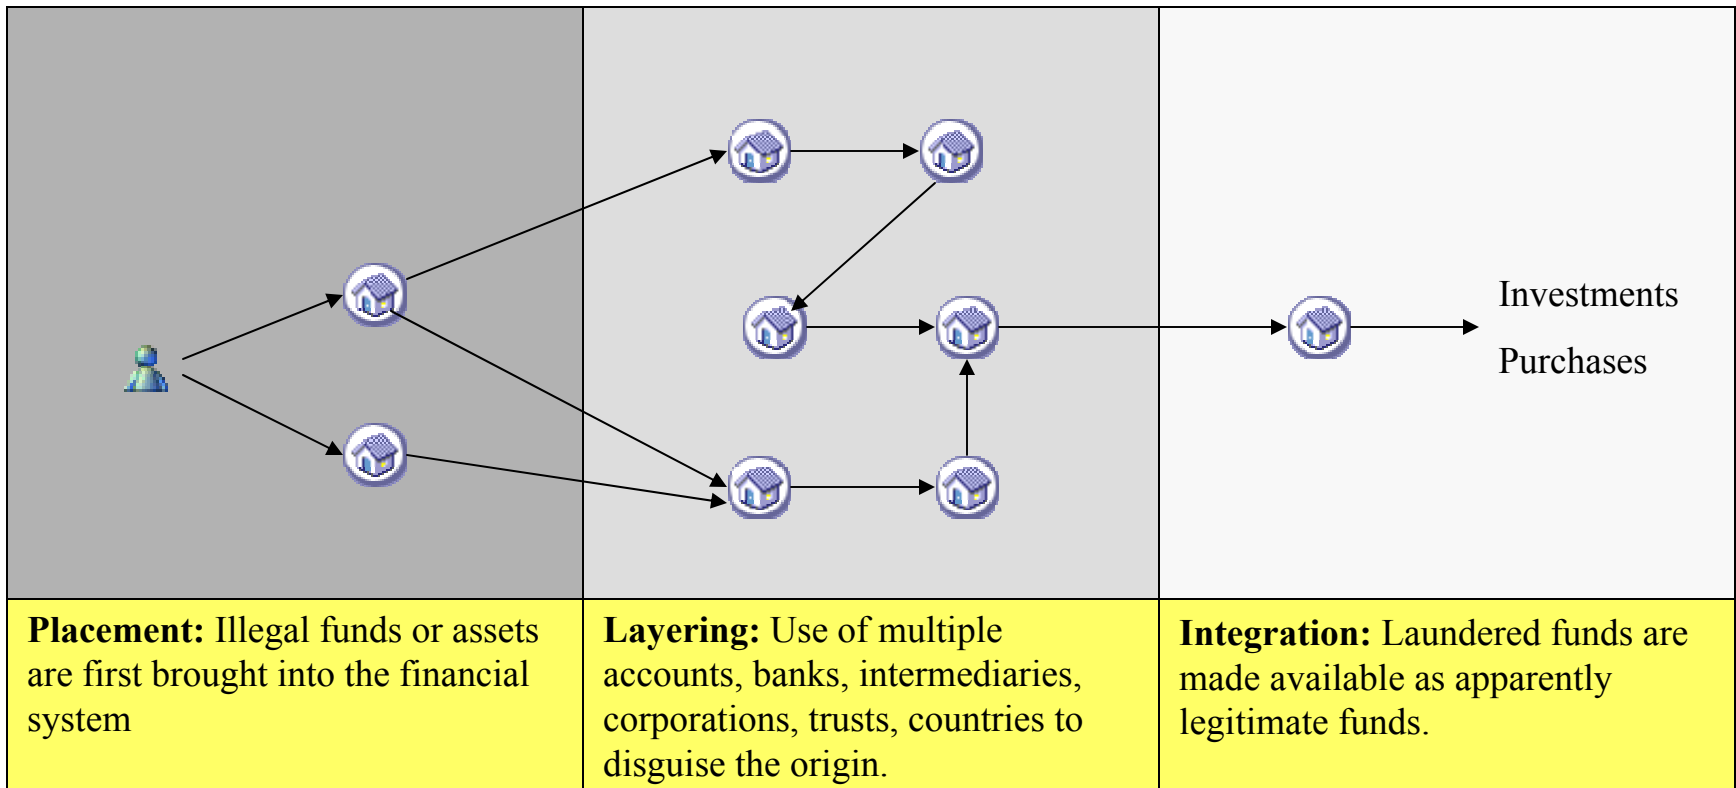 Investments
Purchases
Placement: Illegal funds or assets
are first brought into the financial
system
Layering: Use of multiple
accounts, banks, intermediaries,
corporations, trusts, countries to
disguise the origin.
Integration: Laundered funds are
made available as apparently
legitimate funds.